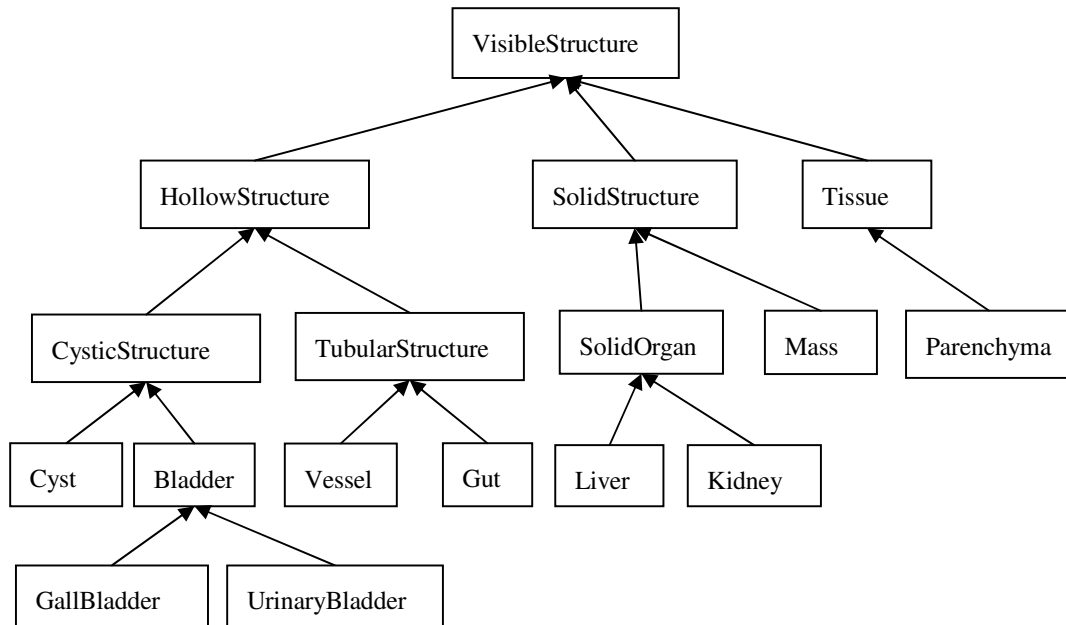 VisibleStructure
HollowStructure
SolidStructure
Tissue
CysticStructure
TubularStructure
SolidOrgan
Mass
Parenchyma
Cyst
Bladder
Vessel
Gut
Liver
Kidney
GallBladder
UrinaryBladder